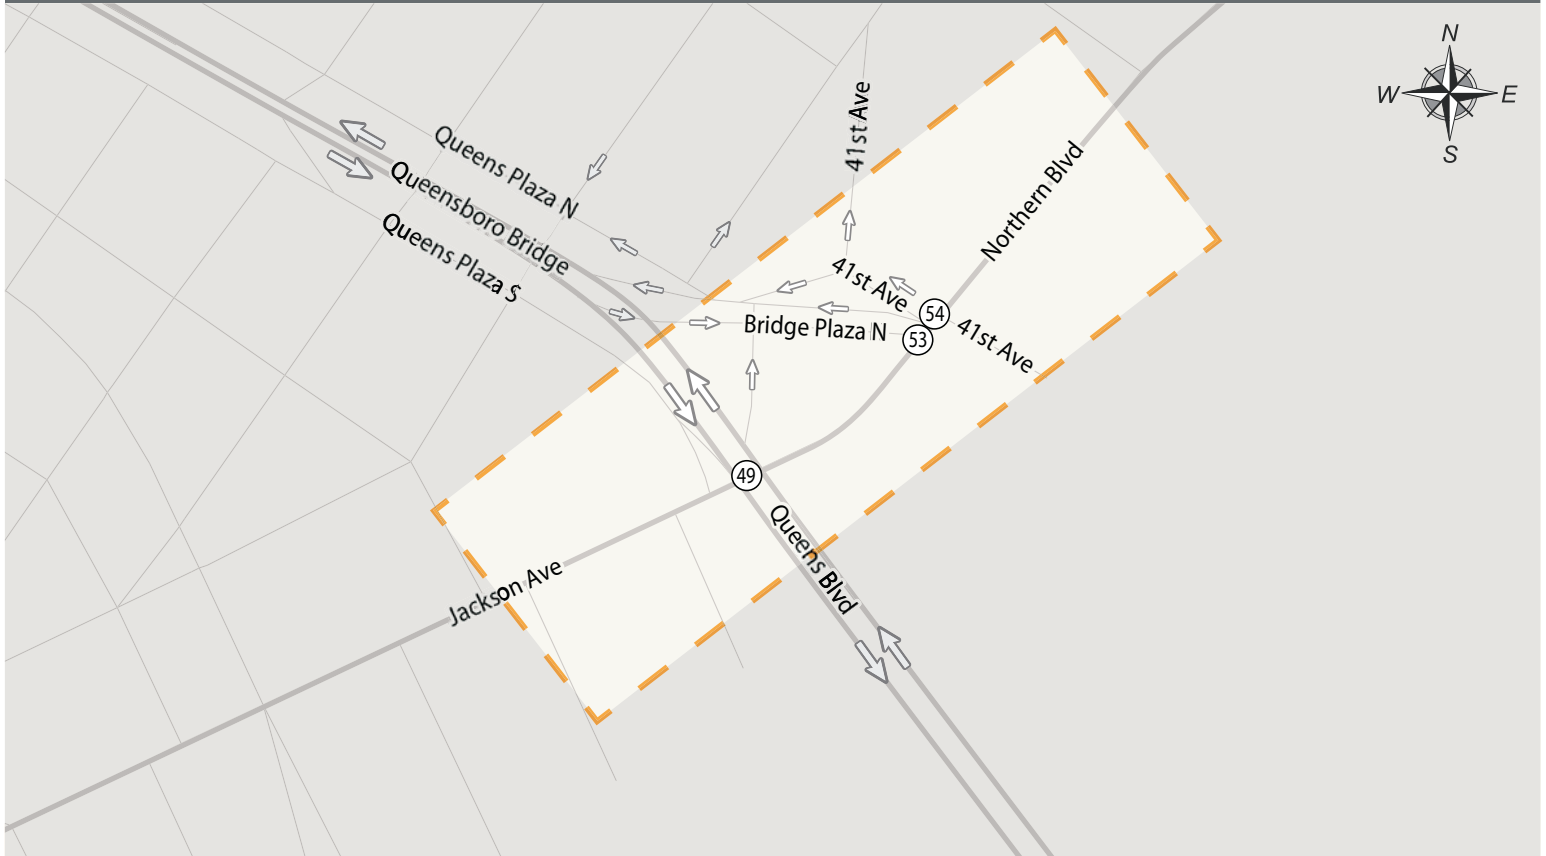 N
W
E
S
41st Ave
Queens Plaza N
Northern Blvd
Queensboro Bridge
Queens Plaza S
41st Ave
54
Bridge Plaza N
53
41st Ave
49
Queens Blvd
Jackson Ave